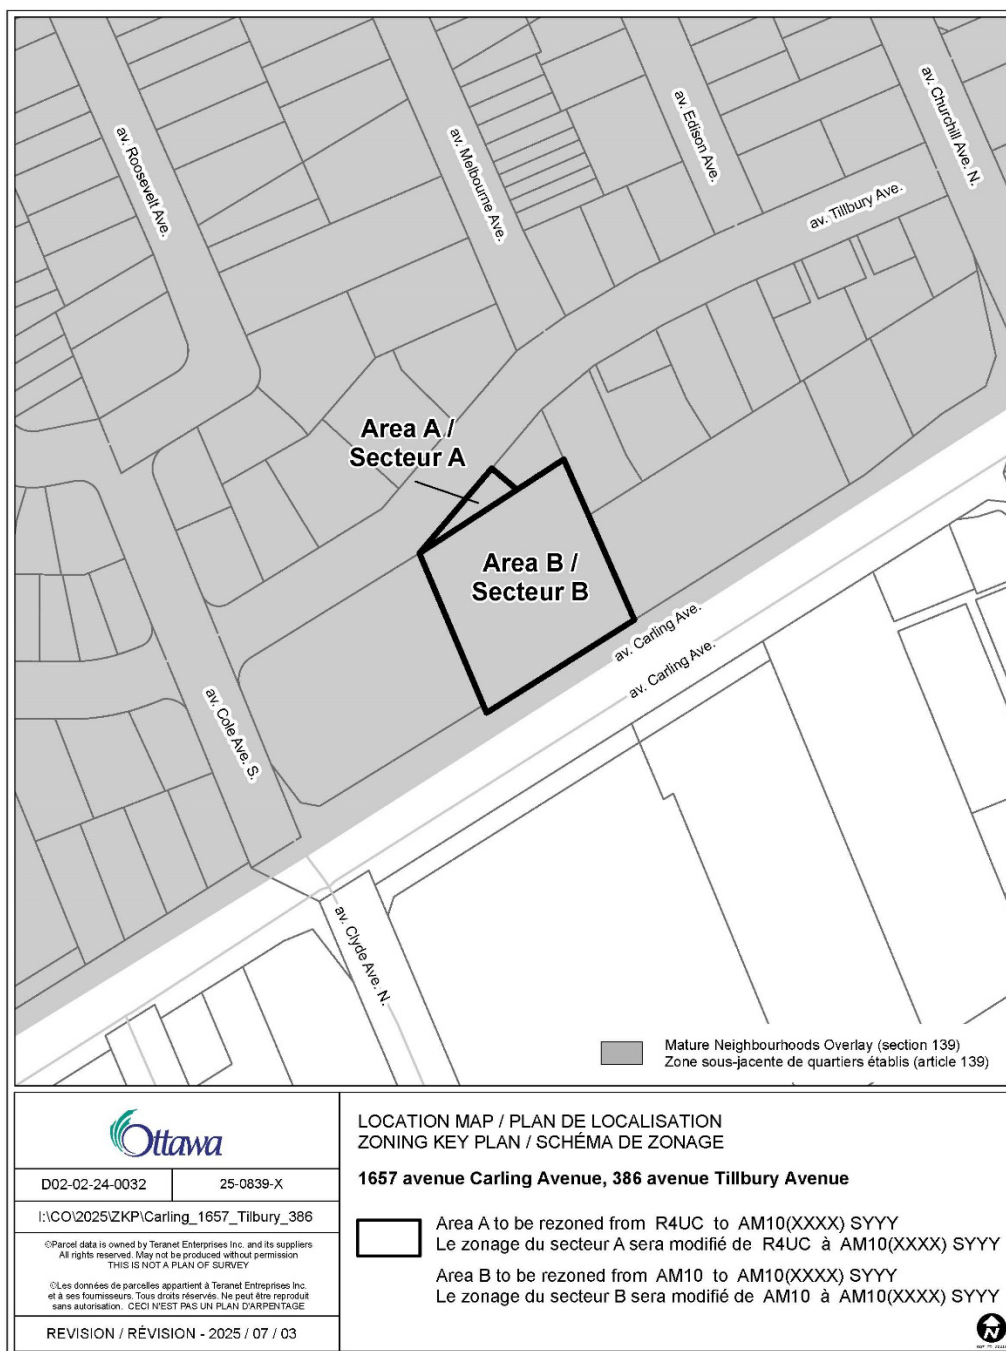 av. Roosevelt Ave.
av. Melbourne Ave.
av. Edison Ave.
av. Churchill Ave. N.
av. Tillbury Ave.
Area A /
Secteur A
Area B /
Secteur B
av. Carling Ave.
av. Carling Ave.
av. Cole Ave. S.
av. Clyde Ave. N.
Mature Neighbourhoods Overlay (section 139)
Zone sous-jacente de quartiers établis (article 139)
Ottawa
D02-02-24-0032
25-0839-X
I:\CO\2025\ZKP\Carling_1657_Tilbury_386
©Parcel data is owned by Teranet Enterprises Inc. and its suppliers
All rights reserved. May not be produced without permission
THIS IS NOT A PLAN OF SURVEY
©Les données de parcelles appartient à Teranet Entreprises Inc.
et à ses fournisseurs. Tous droits réservés. Ne peut être reproduit
sans autorisation. CECI N'EST PAS UN PLAN D'ARPENTAGE
REVISION / RÉVISION - 2025 / 07 / 03
LOCATION MAP / PLAN DE LOCALISATION
ZONING KEY PLAN / SCHÉMA DE ZONAGE
1657 avenue Carling Avenue, 386 avenue Tillbury Avenue
Area A to be rezoned from R4UC to AM10(XXXX) SYYY
Le zonage du secteur A sera modifié de R4UC à AM10(XXXX) SYYY
Area B to be rezoned from AM10 to AM10(XXXX) SYYY
Le zonage du secteur B sera modifié de AM10 à AM10(XXXX) SYYY
N